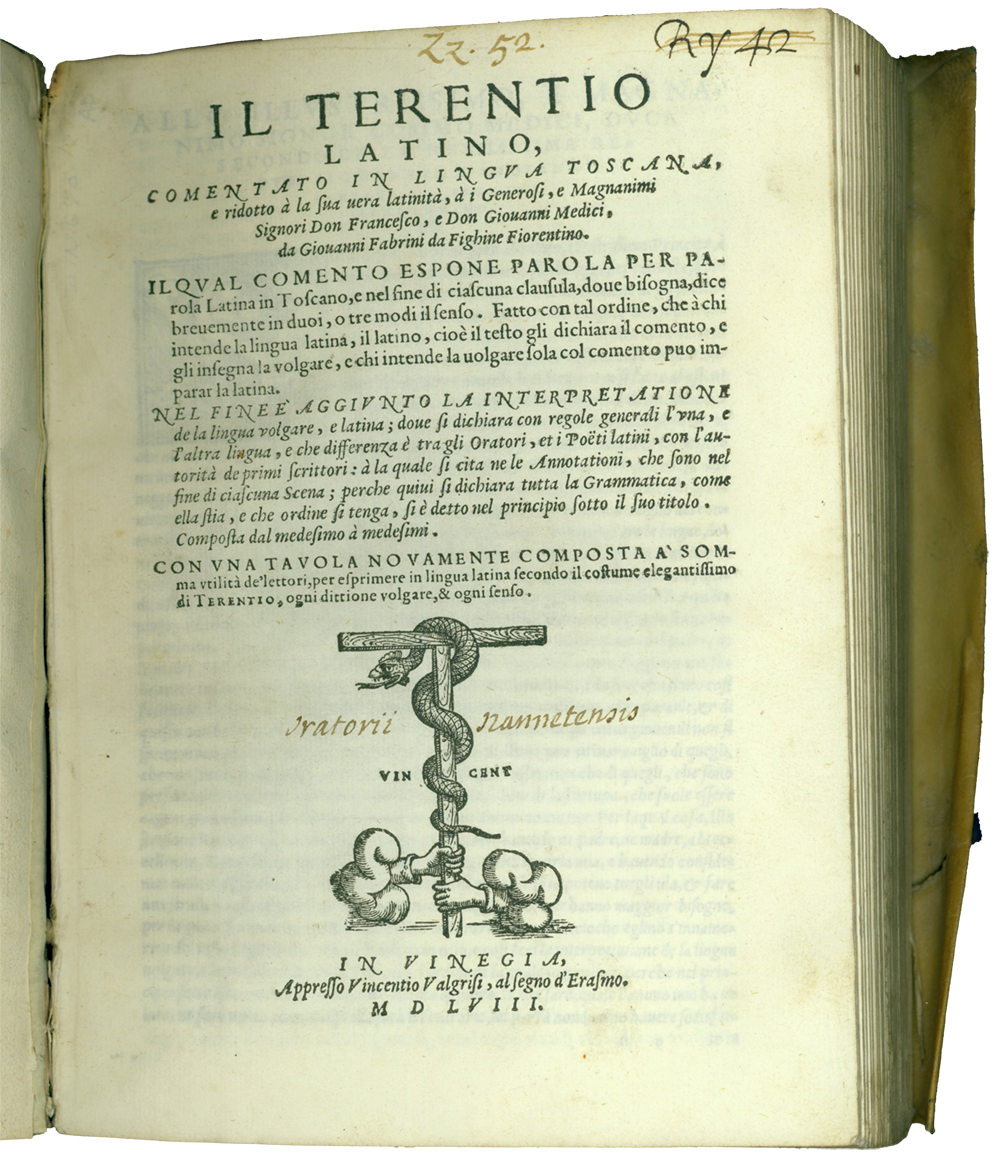 Zz. 52.
Ry 42
IL TERENTIO
LATINO,
COMENTATO IN LINGVA TOSCANA,
e ridotto à la ſua uera latinità, à i Generoſi, e Magnanimi
Signori Don Franceſco, e Don Giouanni Medici,
da Giouanni Fabrini da Fighine Fiorentino.
ILQVAL COMENTO ESPONE PAROLA PER PA-
rola Latina in Toſcano, e nel fine di ciaſcuna clauſula, doue biſogna, dice
breuemente in duoi, o tre modi il ſenſo. Fatto con tal ordine, che à chi
intende la lingua latina, il latino, cioè il teſto gli dichiara il comento, e
gli inſegna la volgare, e chi intende la uolgare ſola col comento puo im-
parar la latina.
NEL FINE È AGGIVNTO LA INTERPRETATIONE
de la lingua volgare, e latina; doue ſi dichiara con regole generali l'vna, e
l'altra lingua, e che differenza è tra gli Oratori, et i Poëti latini, con l'au-
torità de primi ſcrittori: à la quale ſi cita ne le Annotationi, che ſono nel
fine di ciaſcuna Scena; perche quiui ſi dichiara tutta la Grammatica, come
ella ſtia, e che ordine ſi tenga, ſi è detto nel principio ſotto il ſuo titolo.
Compoſta dal medeſimo à medeſimi.
CON VNA TAVOLA NOVAMENTE COMPOSTA A' SOM-
ma vtilità de'lettori, per eſprimere in lingua latina ſecondo il coſtume elegantiſſimo
di TERENTIO, ogni dittione volgare, & ogni ſenſo.
Oratorii Nannetensis
VIN CENT
IN VINEGIA,
Appreſſo Vincentio Valgriſi, al ſegno d'Eraſmo.
M D LVIII.